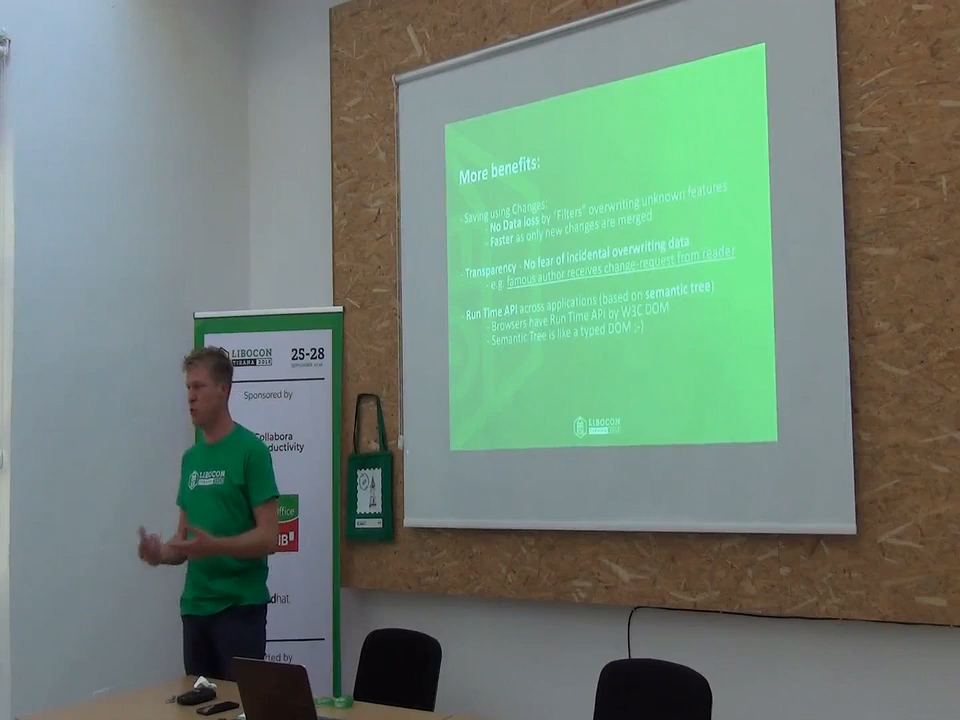 More benefits:
- Saving using Changes:
- No Data loss by "Filters" overwriting unknown features
- Faster as only new changes are merged
- Transparency - No fear of incidental overwriting data
- e.g. famous author receives change-request from reader
- Run Time API across applications (based on semantic tree)
- Browsers have Run Time API by W3C DOM
- Semantic Tree is like a typed DOM ;-)
LIBOCON
LIBOCON
TIRANA 2018
25-28
Sponsored by
Collabora
LIBOCON